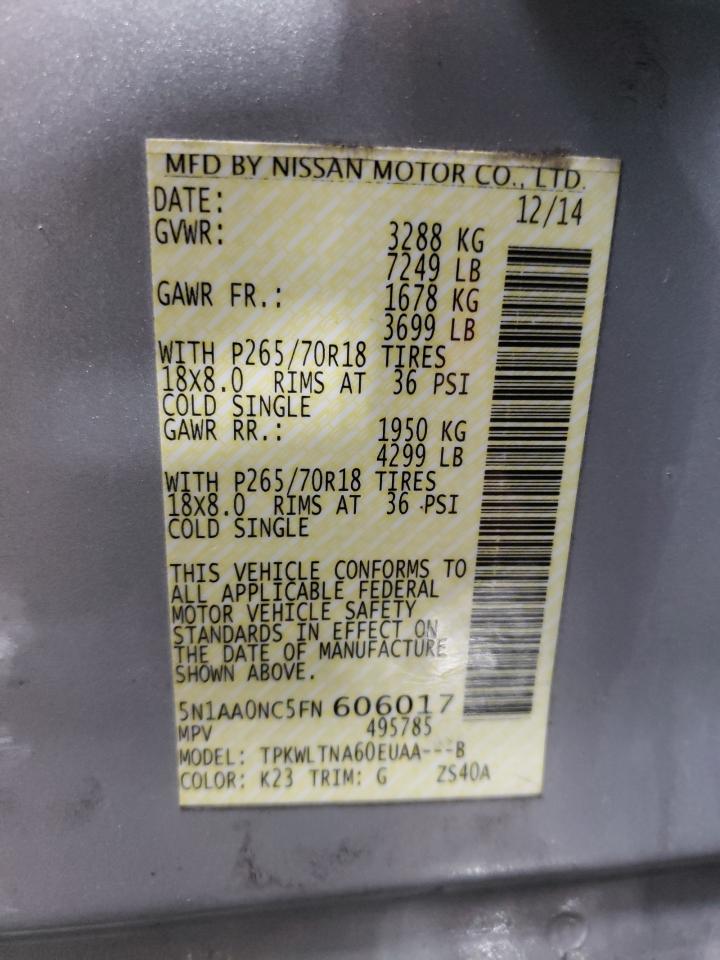 MFD BY NISSAN MOTOR CO., LTD.
DATE: 12/14
GVWR: 3288 KG
7249 LB
GAWR FR.: 1678 KG
3699 LB
WITH P265/70R18 TIRES
18X8.0 RIMS AT 36 PSI
COLD SINGLE
GAWR RR.: 1950 KG
4299 LB
WITH P265/70R18 TIRES
18X8.0 RIMS AT 36 PSI
COLD SINGLE
THIS VEHICLE CONFORMS TO
ALL APPLICABLE FEDERAL
MOTOR VEHICLE SAFETY
STANDARDS IN EFFECT ON
THE DATE OF MANUFACTURE
SHOWN ABOVE.
5N1AA0NC5FN 606017
MPV 495785
MODEL: TPKWLTNA60EUAA---B
COLOR: K23 TRIM: G ZS40A